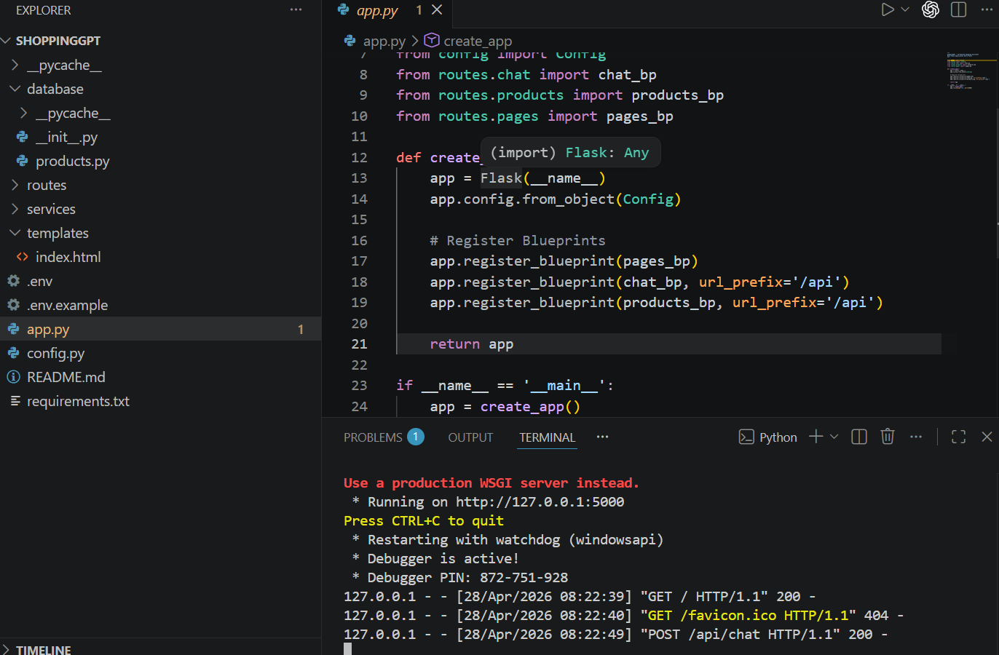 EXPLORER
SHOPPINGGPT
__pycache__
database
__pycache__
__init__.py
products.py
routes
services
templates
index.html
.env
.env.example
app.py 1
config.py
README.md
requirements.txt
TIMELINE
app.py 1
app.py > create_app
7 from config import Config
8 from routes.chat import chat_bp
9 from routes.products import products_bp
10 from routes.pages import pages_bp
11
(import) Flask: Any
12 def create_
13 app = Flask(__name__)
14 app.config.from_object(Config)
15
16 # Register Blueprints
17 app.register_blueprint(pages_bp)
18 app.register_blueprint(chat_bp, url_prefix='/api')
19 app.register_blueprint(products_bp, url_prefix='/api')
20
21 return app
22
23 if __name__ == '__main__':
24 app = create_app()
PROBLEMS 1 OUTPUT TERMINAL Python
Use a production WSGI server instead.
* Running on http://127.0.0.1:5000
Press CTRL+C to quit
* Restarting with watchdog (windowsapi)
* Debugger is active!
* Debugger PIN: 872-751-928
127.0.0.1 - - [28/Apr/2026 08:22:39] "GET / HTTP/1.1" 200 -
127.0.0.1 - - [28/Apr/2026 08:22:40] "GET /favicon.ico HTTP/1.1" 404 -
127.0.0.1 - - [28/Apr/2026 08:22:49] "POST /api/chat HTTP/1.1" 200 -